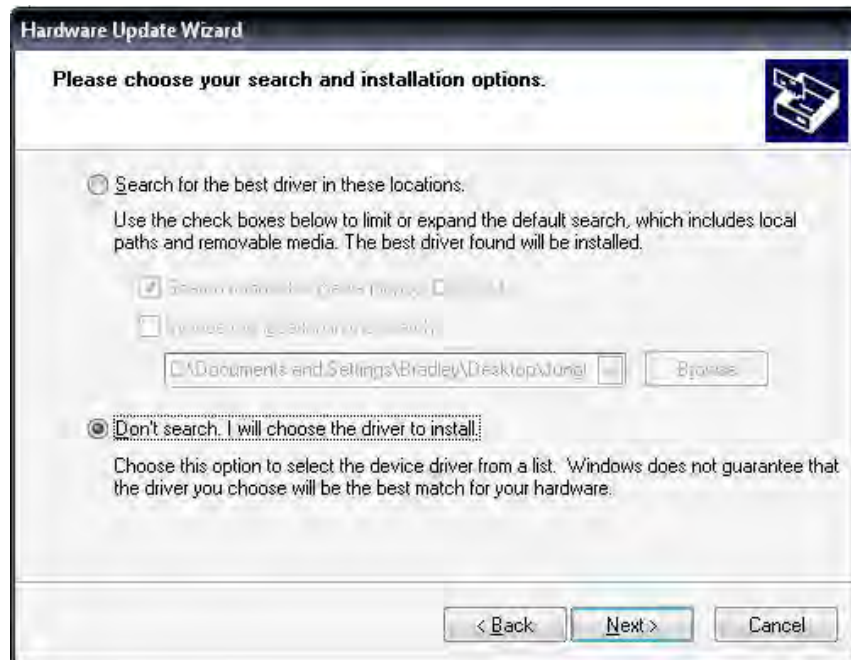 Hardware Update Wizard
Please choose your search and installation options.
Search for the best driver in these locations.
Use the check boxes below to limit or expand the default search, which includes local
paths and removable media. The best driver found will be installed.
C:\Documents and Settings\Bradley\Desktop\Jungl
Browse
Don't search. I will choose the driver to install.
Choose this option to select the device driver from a list. Windows does not guarantee that
the driver you choose will be the best match for your hardware.
< Back
Next >
Cancel